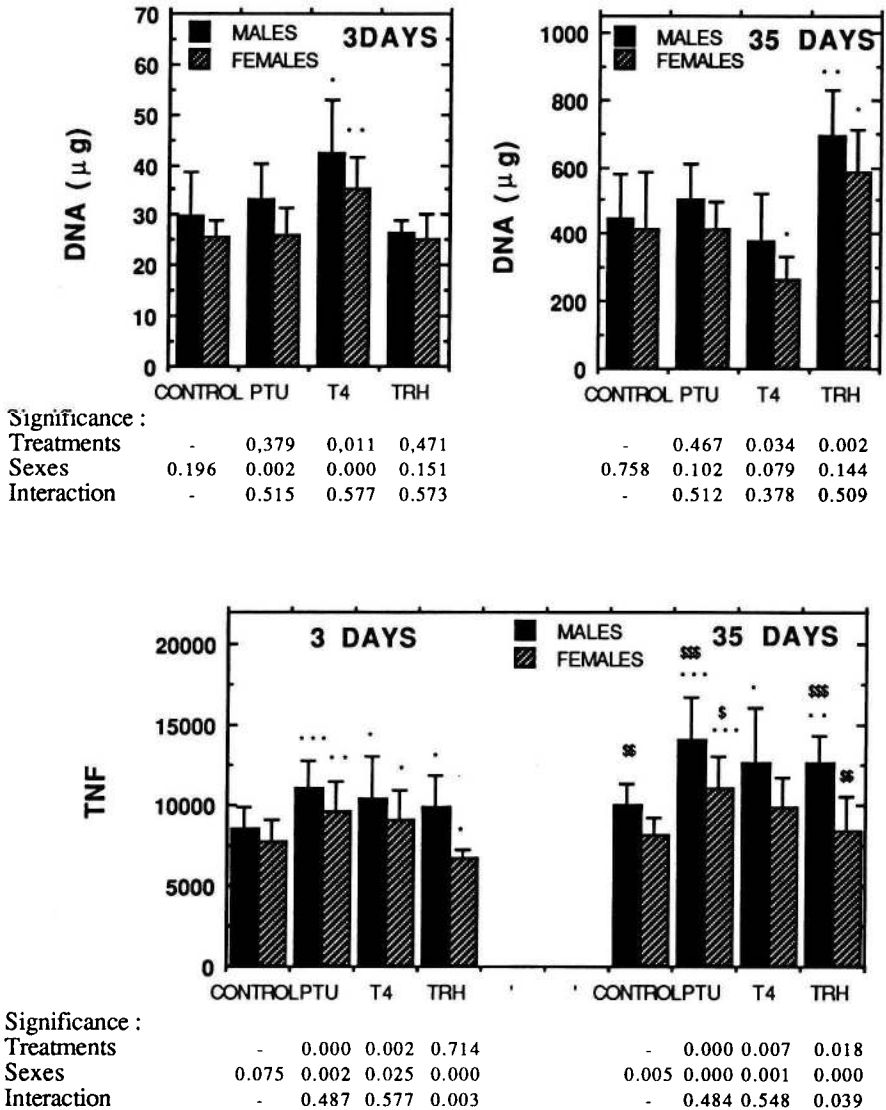 70
60
50
40
30
20
10
0
DNA (µg)
MALES
FEMALES
3DAYS
*
* *
CONTROL PTU T4 TRH
1000
800
600
400
200
0
DNA (µg)
MALES
FEMALES
35 DAYS
* *
*
*
CONTROL PTU T4 TRH
Significance :
Treatments - 0,379 0,011 0,471 - 0.467 0.034 0.002
Sexes 0.196 0.002 0.000 0.151 0.758 0.102 0.079 0.144
Interaction - 0.515 0.577 0.573 - 0.512 0.378 0.509
20000
15000
10000
5000
0
TNF
3 DAYS
MALES
FEMALES
35 DAYS
$$$
* * *
$
* * *
*
$$$
* *
$$
$$
* * *
* *
*
*
*
*
CONTROLPTU T4 TRH CONTROLPTU T4 TRH
Significance :
Treatments - 0.000 0.002 0.714 - 0.000 0.007 0.018
Sexes 0.075 0.002 0.025 0.000 0.005 0.000 0.001 0.000
Interaction - 0.487 0.577 0.003 - 0.484 0.548 0.039